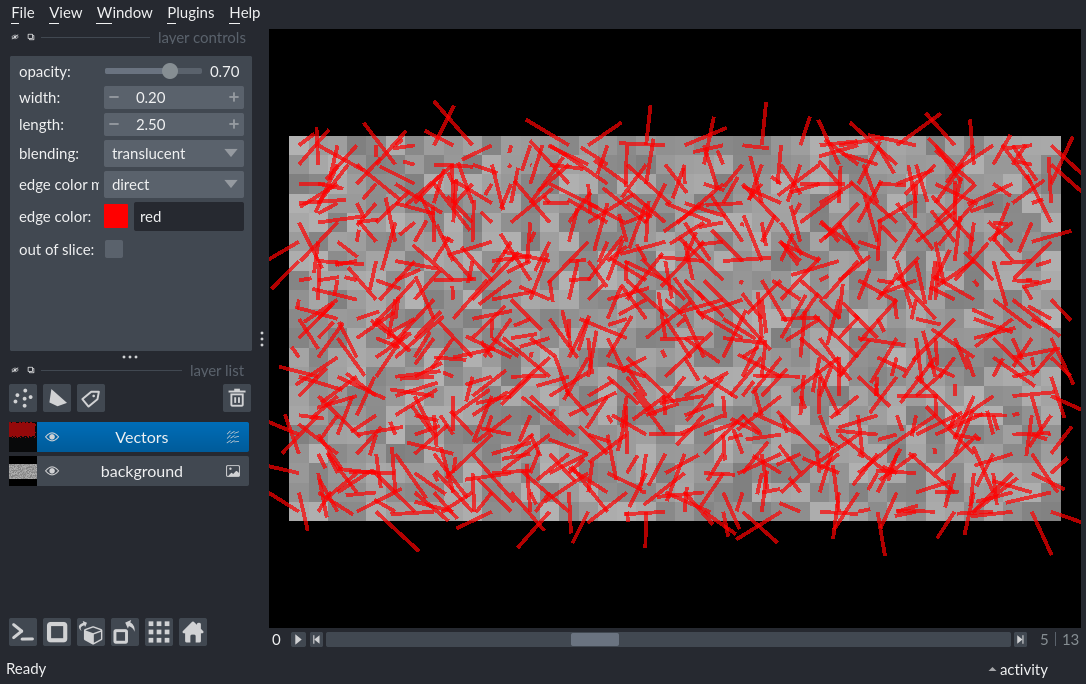 File View Window Plugins Help
layer controls
opacity: 0.70
width: − 0.20 +
length: − 2.50 +
blending: translucent
edge color m direct
edge color: red
out of slice:
layer list
Vectors
background
0 5 | 13
Ready activity